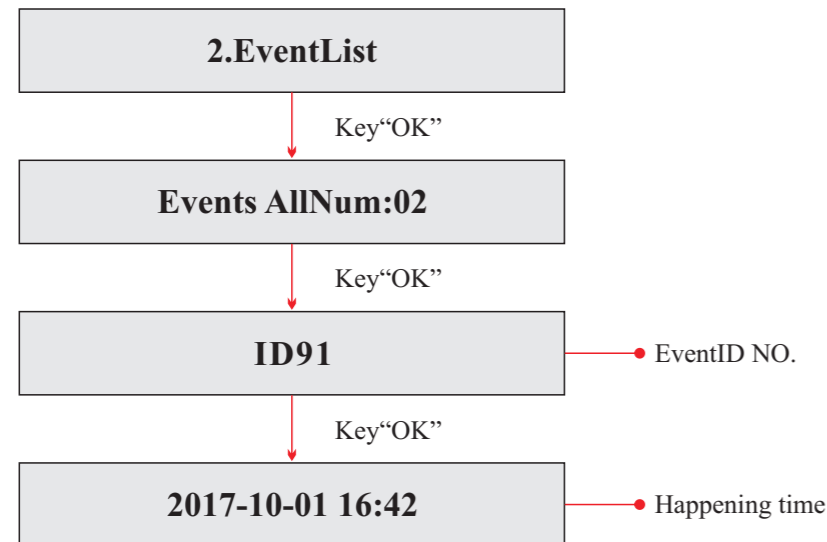 2.EventList
Key“OK”
Events AllNum:02
Key“OK”
ID91
EventID NO.
Key“OK”
2017-10-01 16:42
Happening time